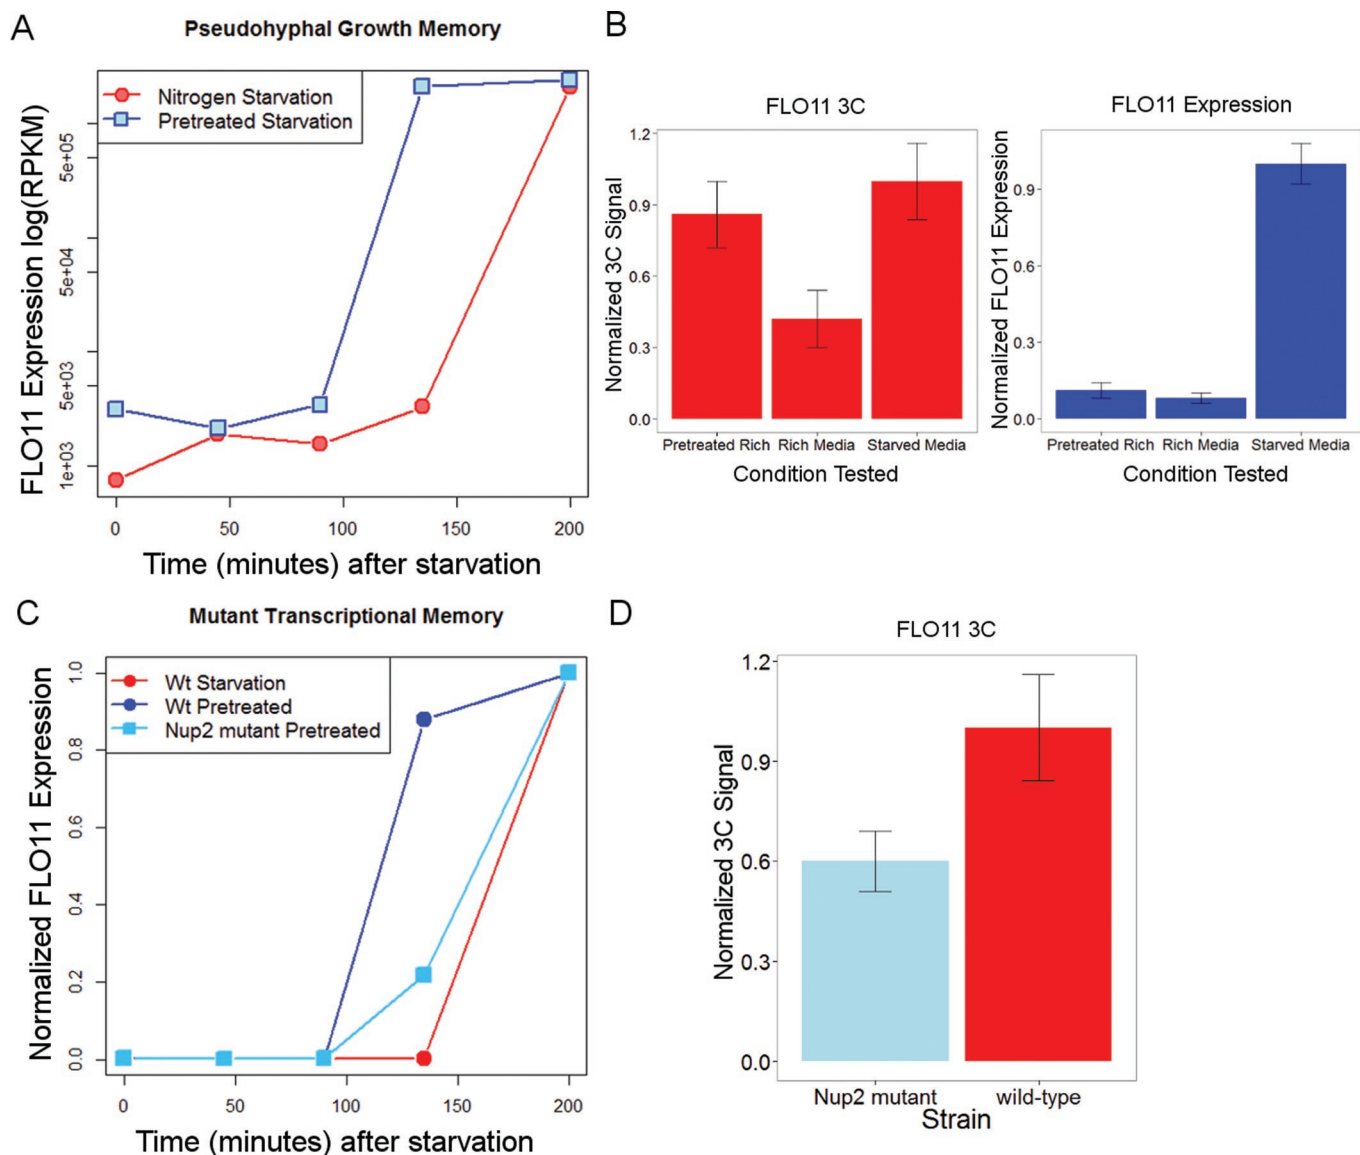 A
Pseudohyphal Growth Memory
Nitrogen Starvation
Pretreated Starvation
FLO11 Expression log(RPKM)
5e+05
5e+04
5e+03
1e+03
0 50 100 150 200
Time (minutes) after starvation
B
FLO11 3C
Normalized 3C Signal
1.2
0.9
0.6
0.3
0.0
Pretreated Rich Rich Media Starved Media
Condition Tested
FLO11 Expression
Normalized FLO11 Expression
0.9
0.6
0.3
0.0
Pretreated Rich Rich Media Starved Media
Condition Tested
C
Mutant Transcriptional Memory
Wt Starvation
Wt Pretreated
Nup2 mutant Pretreated
Normalized FLO11 Expression
1.0
0.8
0.6
0.4
0.2
0.0
0 50 100 150 200
Time (minutes) after starvation
D
FLO11 3C
Normalized 3C Signal
1.2
0.9
0.6
0.3
0.0
Nup2 mutant wild-type
Strain